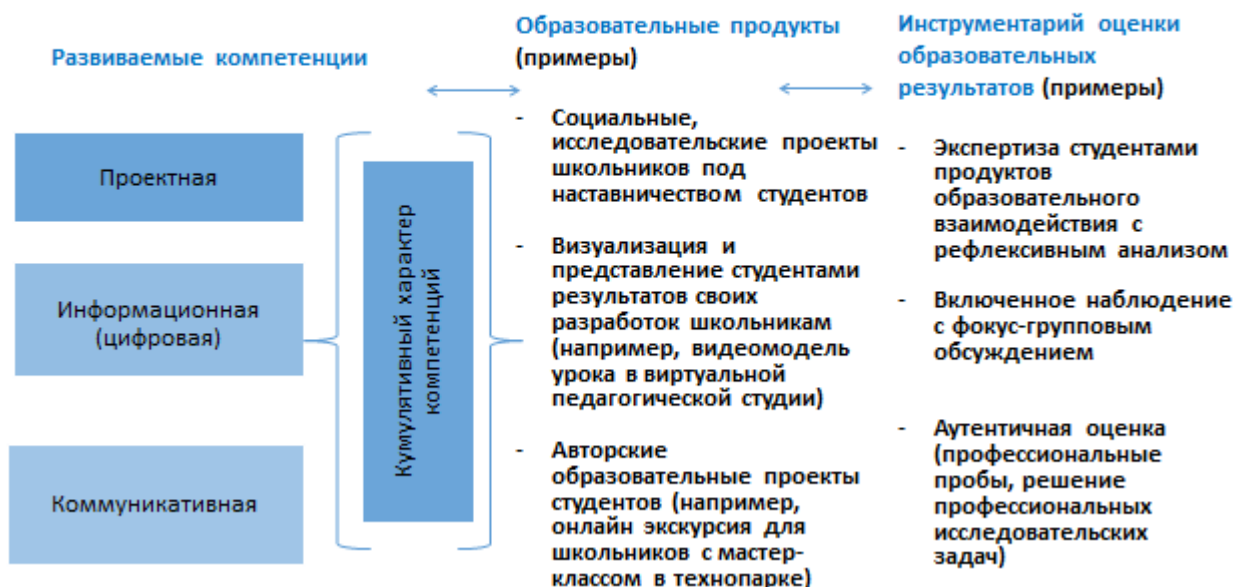 Развиваемые компетенции
Проектная
Информационная
(цифровая)
Коммуникативная
Кумулятивный характер
компетенций
Образовательные продукты
(примеры)
- Социальные,
исследовательские проекты
школьников под
наставничеством студентов
- Визуализация и
представление студентами
результатов своих
разработок школьникам
(например, видеомодель
урока в виртуальной
педагогической студии)
- Авторские
образовательные проекты
студентов (например,
онлайн экскурсия для
школьников с мастер-
классом в технопарке)
Инструментарий оценки
образовательных
результатов (примеры)
- Экспертиза студентами
продуктов
образовательного
взаимодействия с
рефлексивным анализом
- Включенное наблюдение
с фокус-групповым
обсуждением
- Аутентичная оценка
(профессиональные
пробы, решение
профессиональных
исследовательских
задач)